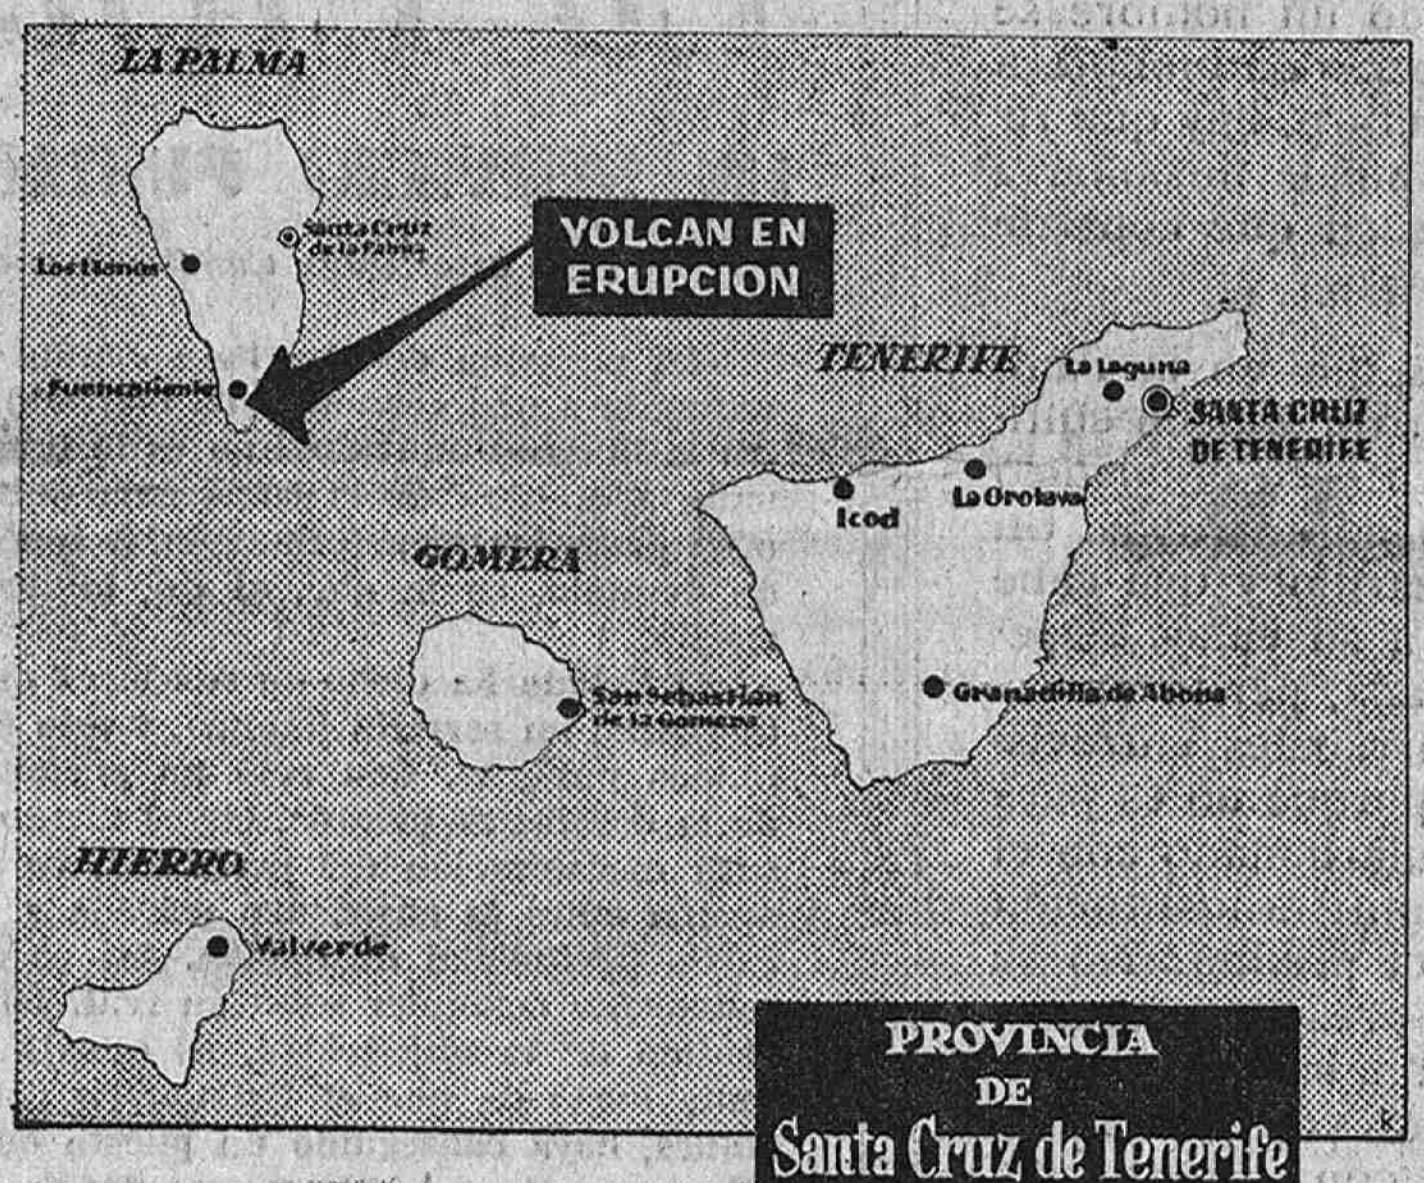 LA PALMA
Santa Cruz
de la Palma
Los Llanos
VOLCAN EN
ERUPCION
Fuencaliente
TENERIFE
La Laguna
SANTA CRUZ
DE TENERIFE
La Orotava
Icod
GOMERA
San Sebastián
de la Gomera
Granadilla de Abona
HIERRO
Valverde
PROVINCIA
DE
Santa Cruz de Tenerife
K